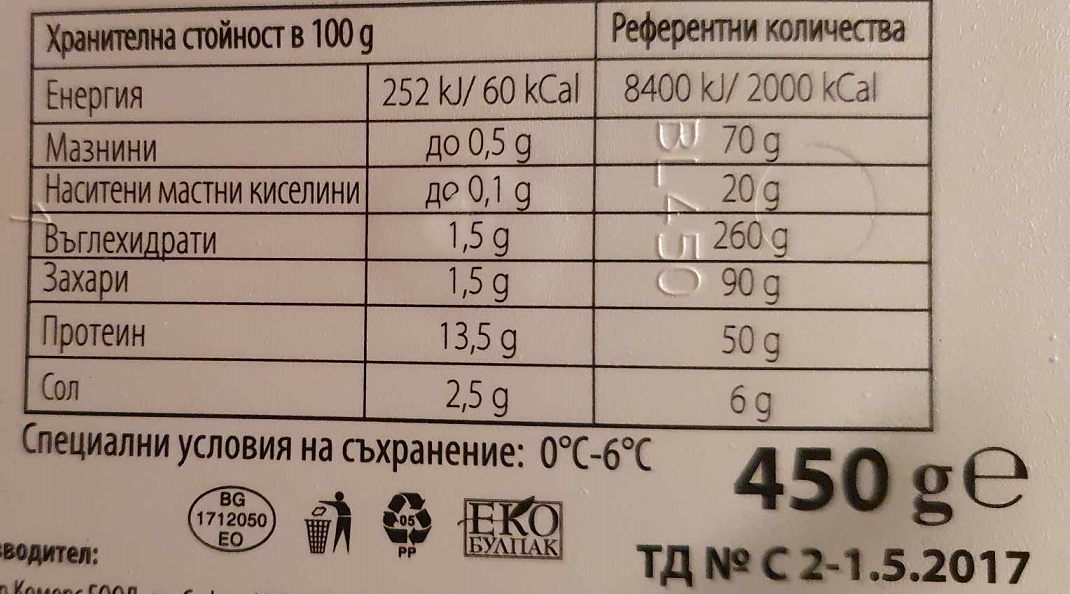 Хранителна стойност в 100 g Референтни количества
Енергия 252 kJ/ 60 kCal 8400 kJ/ 2000 kCal
Мазнини до 0,5 g 70 g
Наситени мастни киселини до 0,1 g 20 g
Въглехидрати 1,5 g 260 g
Захари 1,5 g 90 g
Протеин 13,5 g 50 g
Сол 2,5 g 6 g
BL 450
Специални условия на съхранение: 0°C-6°C
450 g e
BG
1712050
EO
05
PP
ЕКО
БУЛПАК
ТД № С 2-1.5.2017